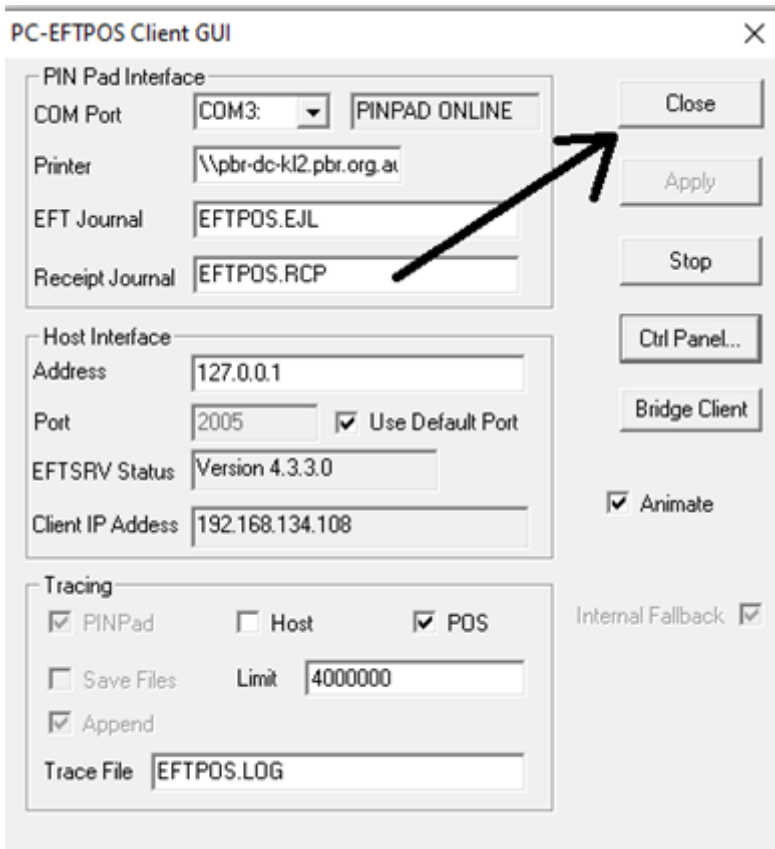 PC-EFTPOS Client GUI
PIN Pad Interface
COM Port COM3: PINPAD ONLINE
Close
Printer \\pbr-dc-kl2.pbr.org.au
Apply
EFT Journal EFTPOS.EJL
Receipt Journal EFTPOS.RCP
Stop
Host Interface
Ctrl Panel...
Address 127.0.0.1
Port 2005 Use Default Port
Bridge Client
EFTSRV Status Version 4.3.3.0
Client IP Addess 192.168.134.108
Animate
Tracing
PINPad Host POS
Internal Fallback
Save Files Limit 4000000
Append
Trace File EFTPOS.LOG